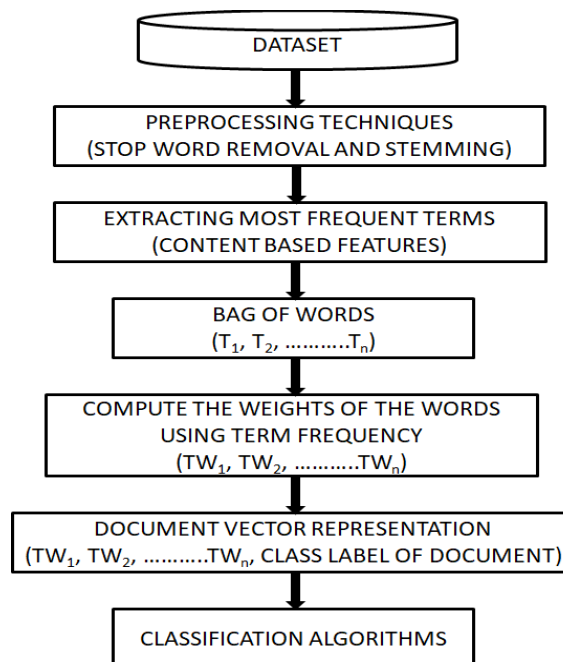 DATASET
PREPROCESSING TECHNIQUES
(STOP WORD REMOVAL AND STEMMING)
EXTRACTING MOST FREQUENT TERMS
(CONTENT BASED FEATURES)
BAG OF WORDS
(T₁, T₂, ………..Tₙ)
COMPUTE THE WEIGHTS OF THE WORDS
USING TERM FREQUENCY
(TW₁, TW₂, ………..TWₙ)
DOCUMENT VECTOR REPRESENTATION
(TW₁, TW₂, ………..TWₙ, CLASS LABEL OF DOCUMENT)
CLASSIFICATION ALGORITHMS